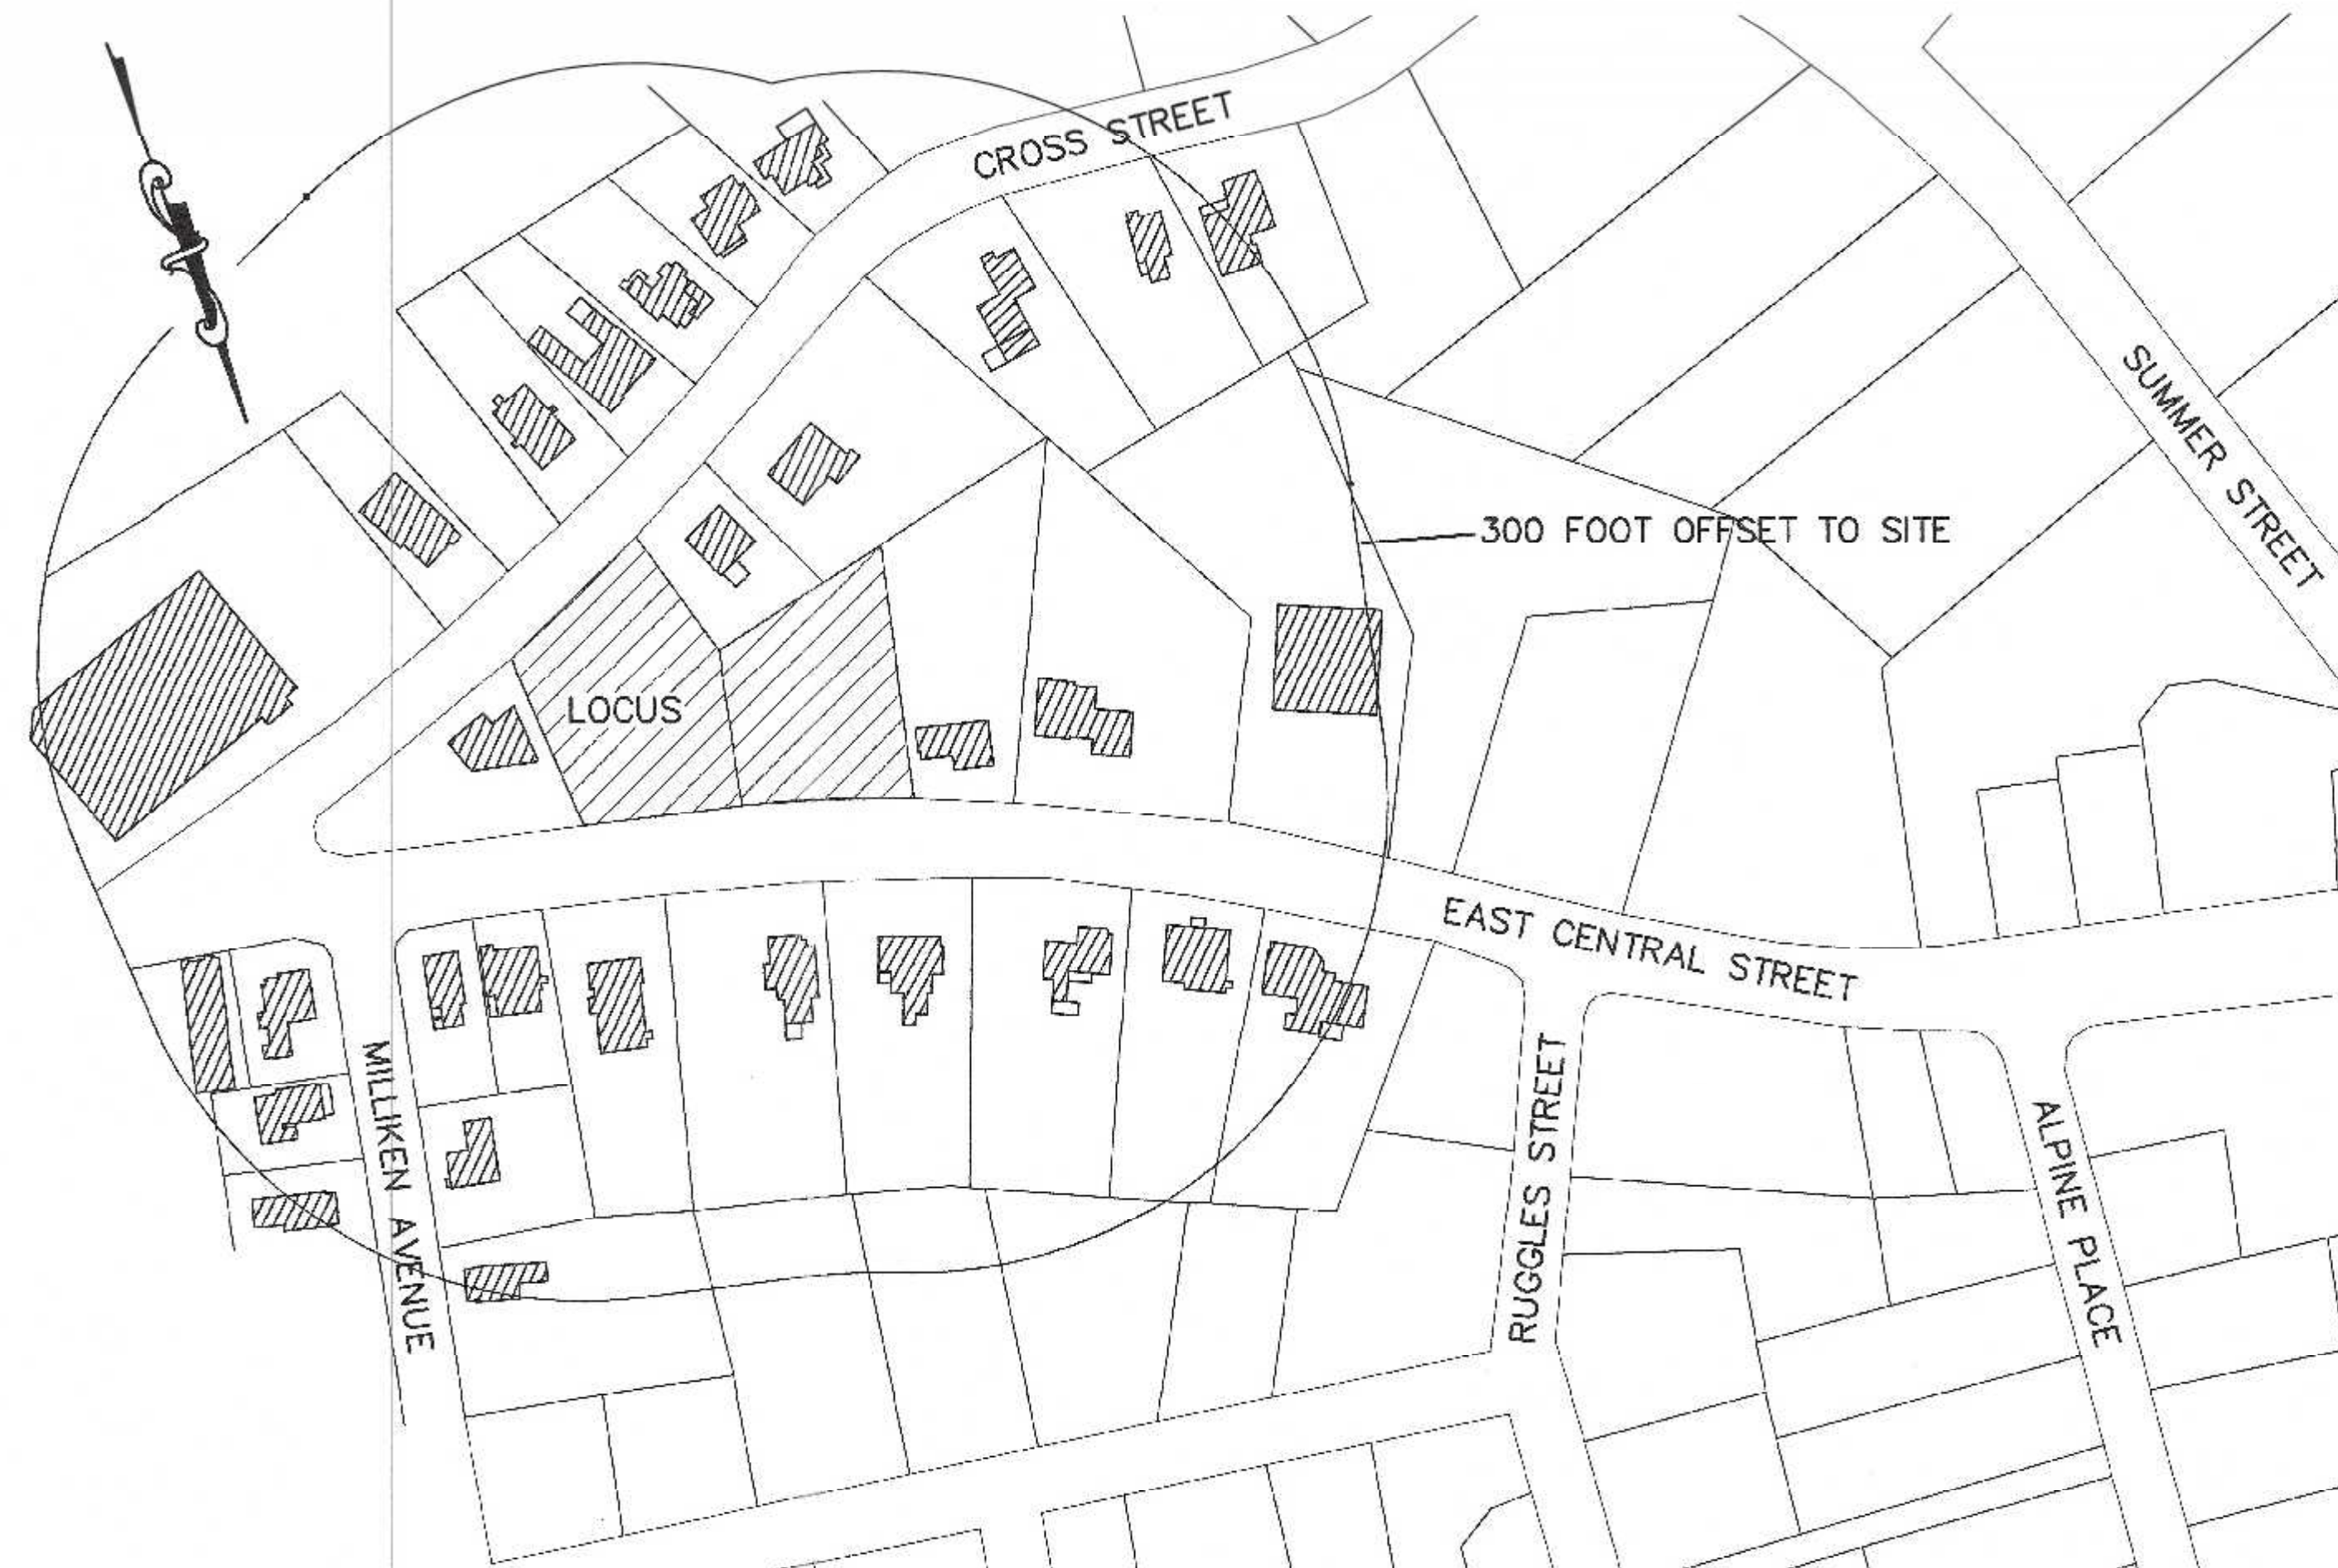 CROSS STREET
SUMMER STREET
300 FOOT OFFSET TO SITE
LOCUS
EAST CENTRAL STREET
MILLIKEN AVENUE
RUGGLES STREET
ALPINE PLACE